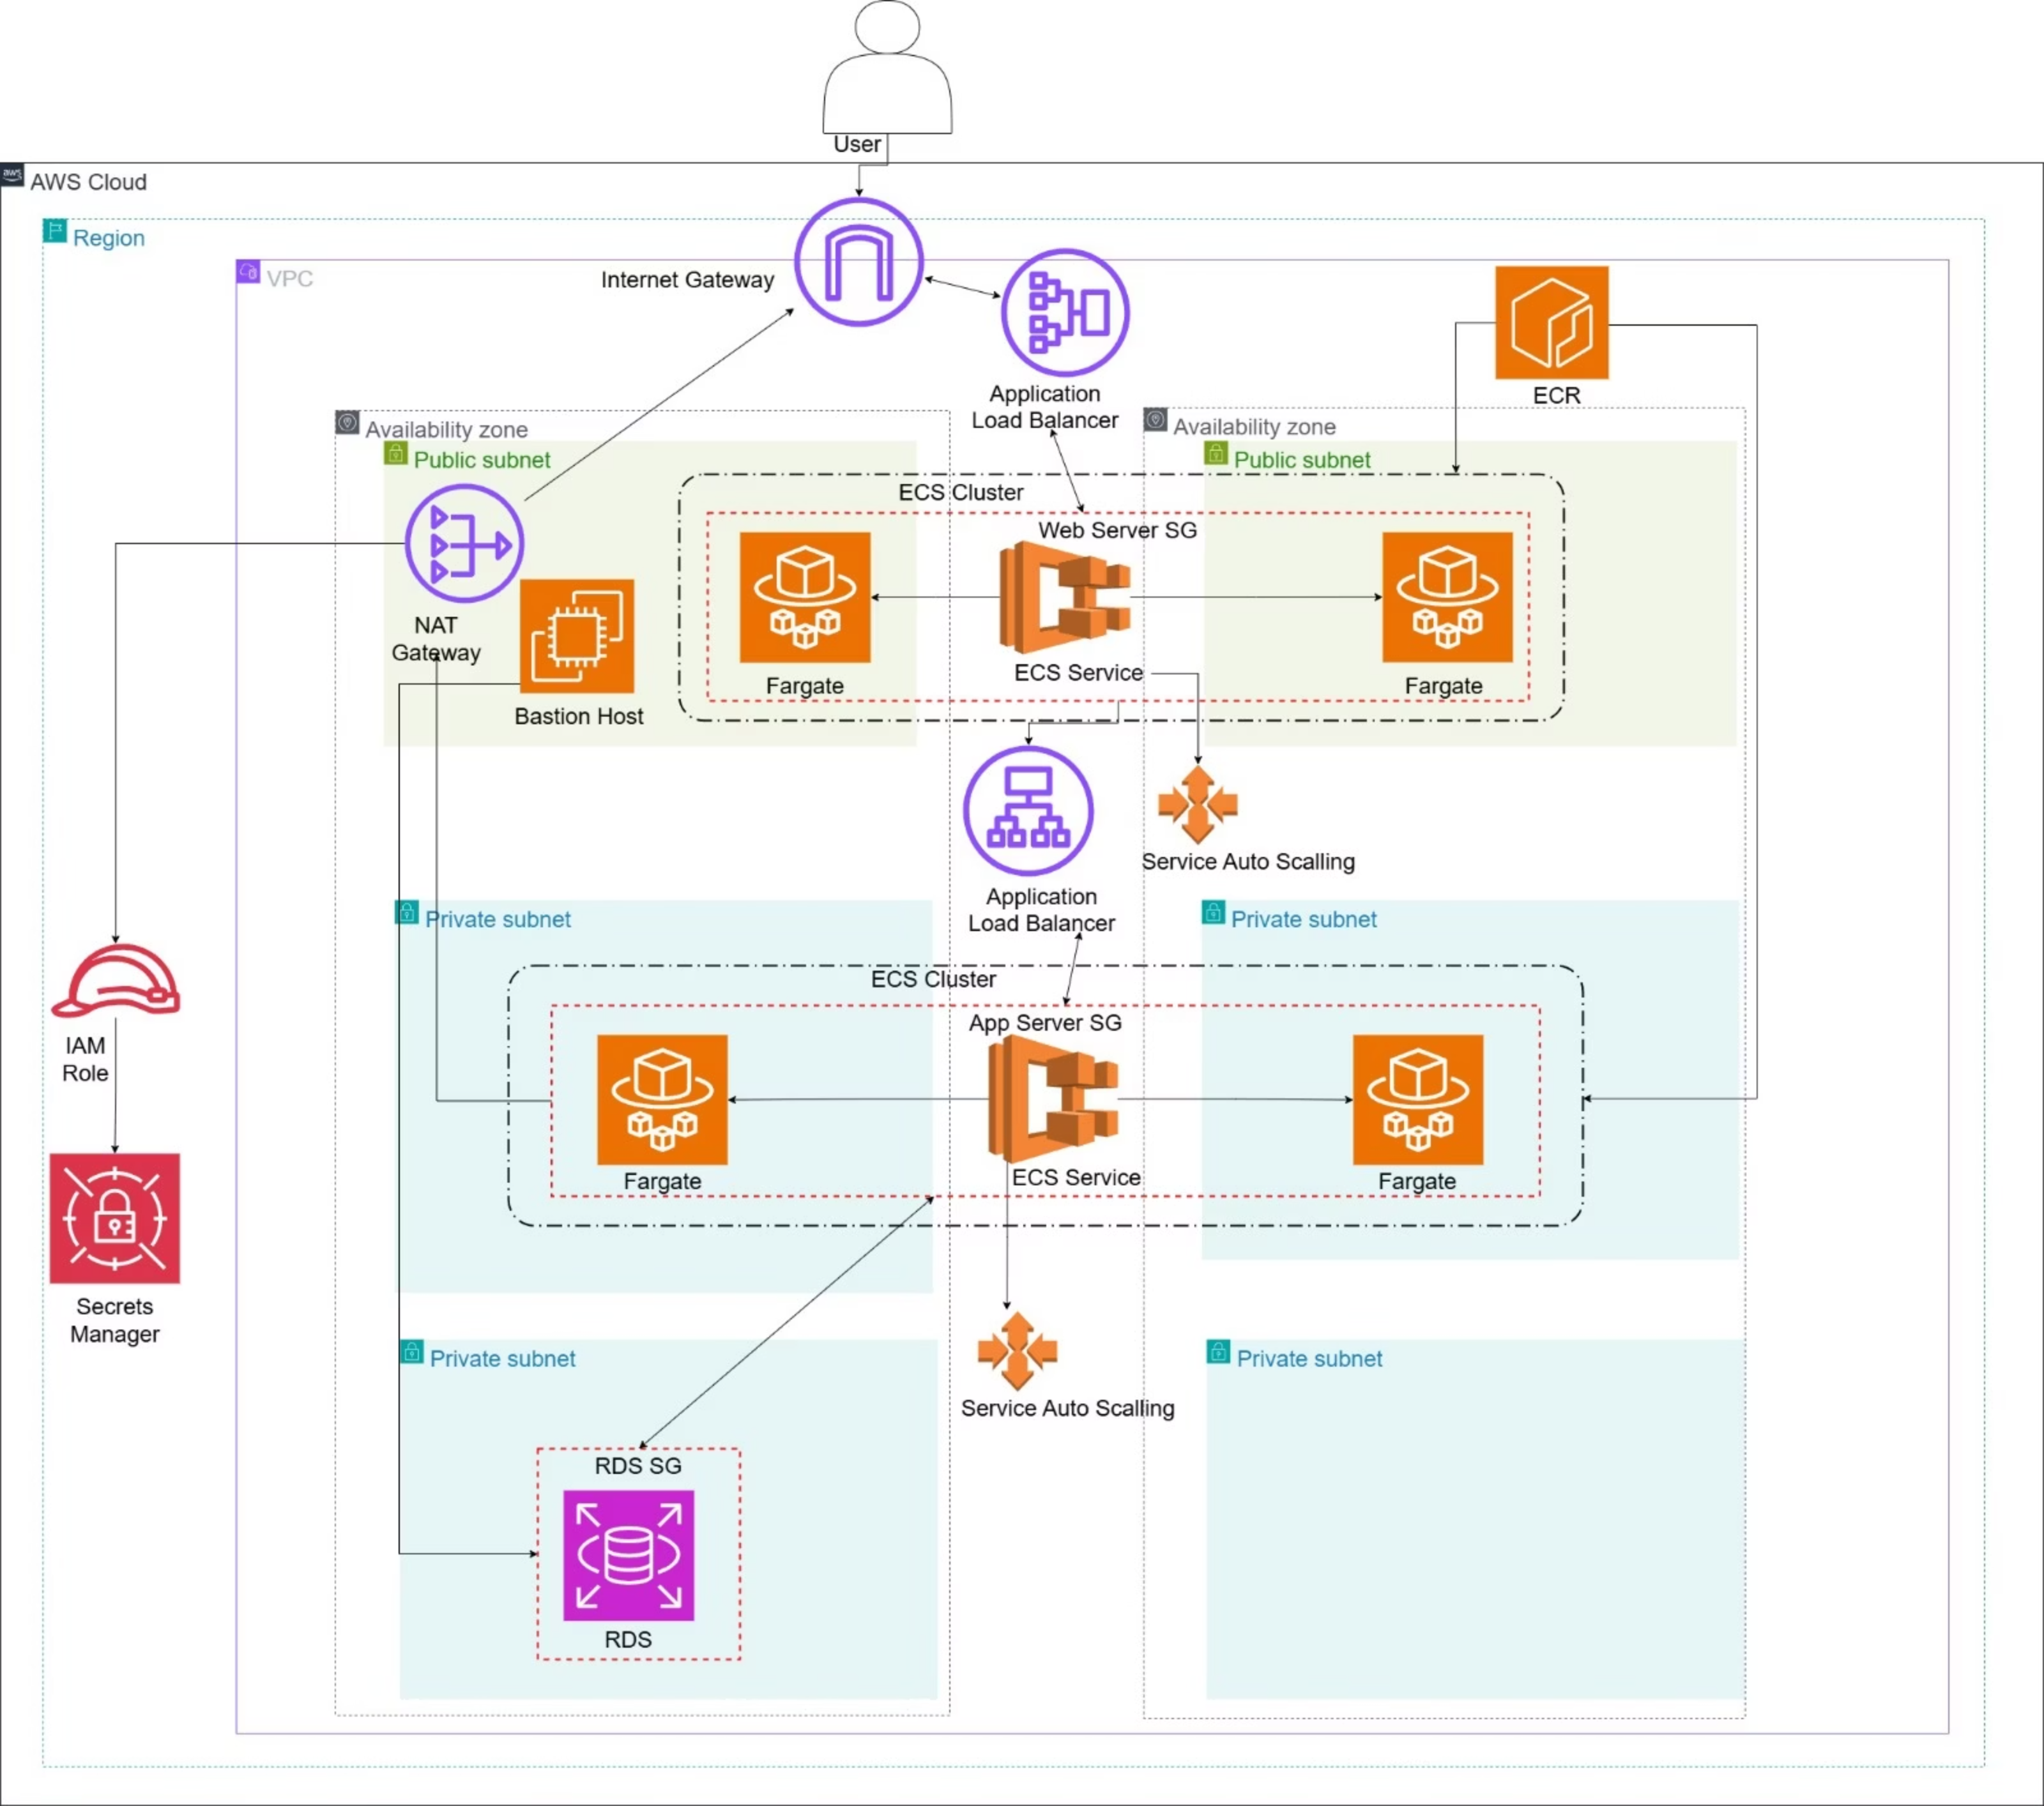 User
aws
AWS Cloud
Region
VPC
Internet Gateway
Application
Load Balancer
ECR
Availability zone
Availability zone
Public subnet
Public subnet
ECS Cluster
Web Server SG
NAT
Gateway
Bastion Host
Fargate
ECS Service
Fargate
Service Auto Scalling
Application
Load Balancer
Private subnet
Private subnet
ECS Cluster
App Server SG
IAM
Role
Fargate
ECS Service
Fargate
Secrets
Manager
Private subnet
Private subnet
Service Auto Scalling
RDS SG
RDS